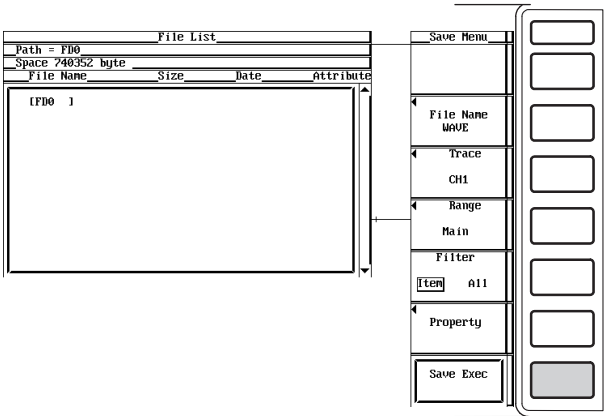 File List
Path = FD0
Space 740352 byte
File Name Size Date Attribute
[FD0 ]
Save Menu
File Name
WAVE
Trace
CH1
Range
Main
Filter
Item All
Property
Save Exec